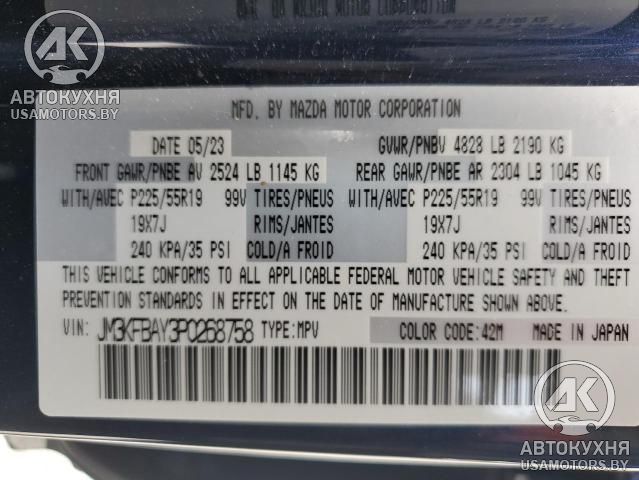 АВТОКУХНЯ
USAMOTORS.BY
MFD. BY MAZDA MOTOR CORPORATION
DATE 05/23 GVWR/PNBV 4828 LB 2190 KG
FRONT GAWR/PNBE AV 2524 LB 1145 KG REAR GAWR/PNBE AR 2304 LB 1045 KG
WITH/AVEC P225/55R19 99V TIRES/PNEUS WITH/AVEC P225/55R19 99V TIRES/PNEUS
19X7J RIMS/JANTES 19X7J RIMS/JANTES
240 KPA/35 PSI COLD/A FROID 240 KPA/35 PSI COLD/A FROID
THIS VEHICLE CONFORMS TO ALL APPLICABLE FEDERAL MOTOR VEHICLE SAFETY AND THEFT
PREVENTION STANDARDS IN EFFECT ON THE DATE OF MANUFACTURE SHOWN ABOVE.
VIN: JM3KFBAY3P0268758 TYPE:MPV COLOR CODE:42M MADE IN JAPAN
AK
АВТОКУХНЯ
USAMOTORS.BY